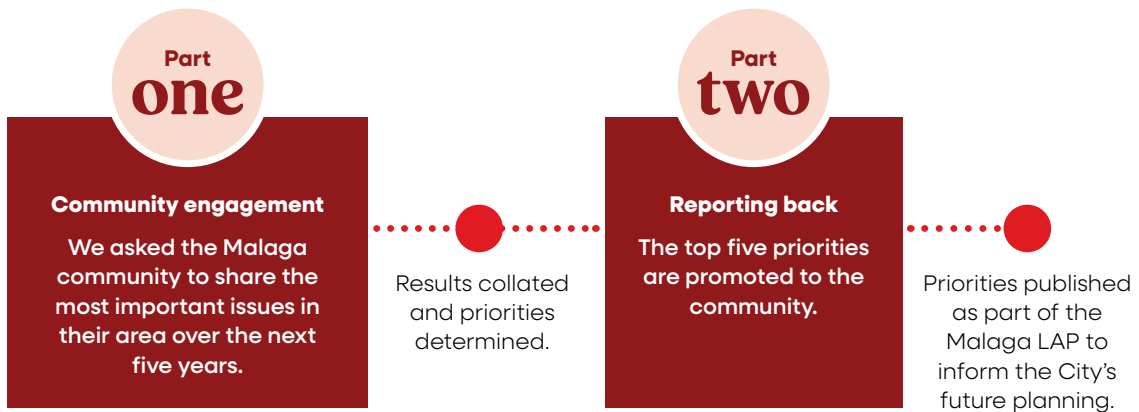 Part
one
Community engagement
We asked the Malaga
community to share the
most important issues in
their area over the next
five years.
Results collated
and priorities
determined.
Part
two
Reporting back
The top five priorities
are promoted to the
community.
Priorities published
as part of the
Malaga LAP to
inform the City’s
future planning.